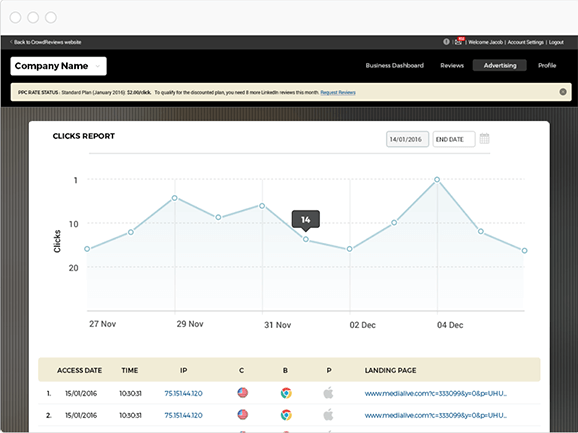 < Back to CrowdReviews website
Welcome Jacob | Account Settings | Logout
Company Name
Business Dashboard Reviews Advertising Profile
PPC RATE STATUS : Standard Plan (January 2016): $2.00/click. To qualify for the discounted plan, you need 8 more LinkedIn reviews this month. Request Reviews
CLICKS REPORT
14/01/2016 END DATE
1
10
20
Clicks
14
27 Nov 29 Nov 31 Nov 02 Dec 04 Dec
ACCESS DATE TIME IP C B P LANDING PAGE
1. 15/01/2016 10:30:31 75.151.44.120 www.medialive.com?c=333099&y=0&p=UHU...
2. 15/01/2016 10:30:31 75.151.44.120 www.medialive.com?c=333099&y=0&p=UHU...